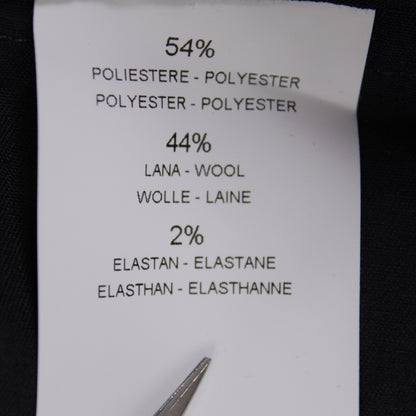 54%
POLIESTERE - POLYESTER
POLYESTER - POLYESTER
44%
LANA - WOOL
WOLLE - LAINE
2%
ELASTAN - ELASTANE
ELASTHAN - ELASTHANNE